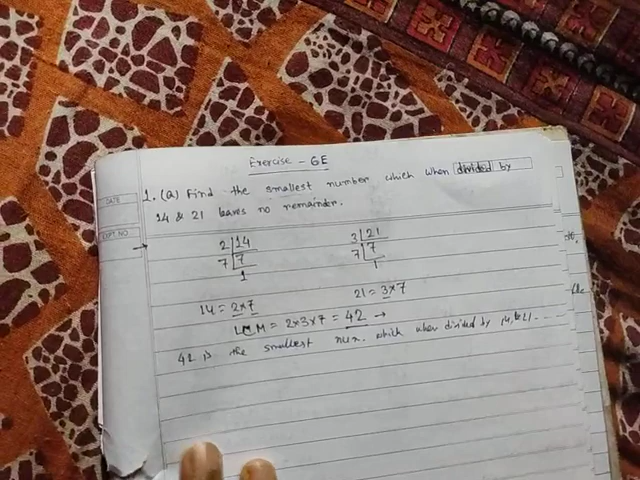 Exercise - 6E
DATE
1. (a) Find the smallest number which when divided by
14 & 21 leaves no remainder.
EXPT. NO.
2 | 14   3 | 21
7 | 7   7 | 7
1   1
14 = 2 × 7   21 = 3 × 7
L.C.M = 2×3×7 = 42 →
42 is the smallest num. which when divided by 14, & 21 -